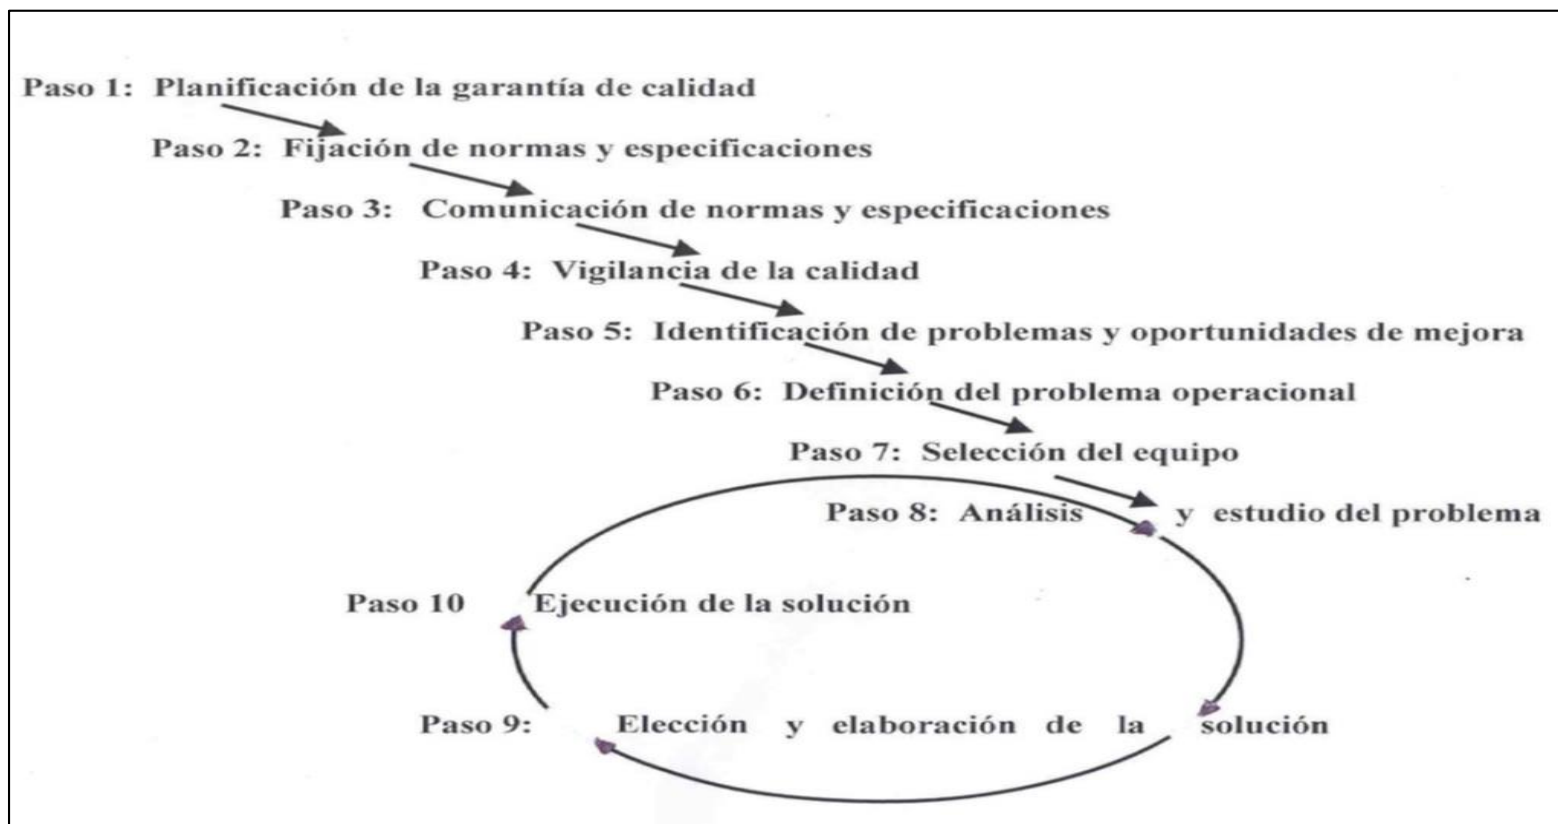 Paso 1: Planificación de la garantía de calidad
Paso 2: Fijación de normas y especificaciones
Paso 3: Comunicación de normas y especificaciones
Paso 4: Vigilancia de la calidad
Paso 5: Identificación de problemas y oportunidades de mejora
Paso 6: Definición del problema operacional
Paso 7: Selección del equipo
Paso 8: Análisis y estudio del problema
Paso 10 Ejecución de la solución
Paso 9: Elección y elaboración de la solución